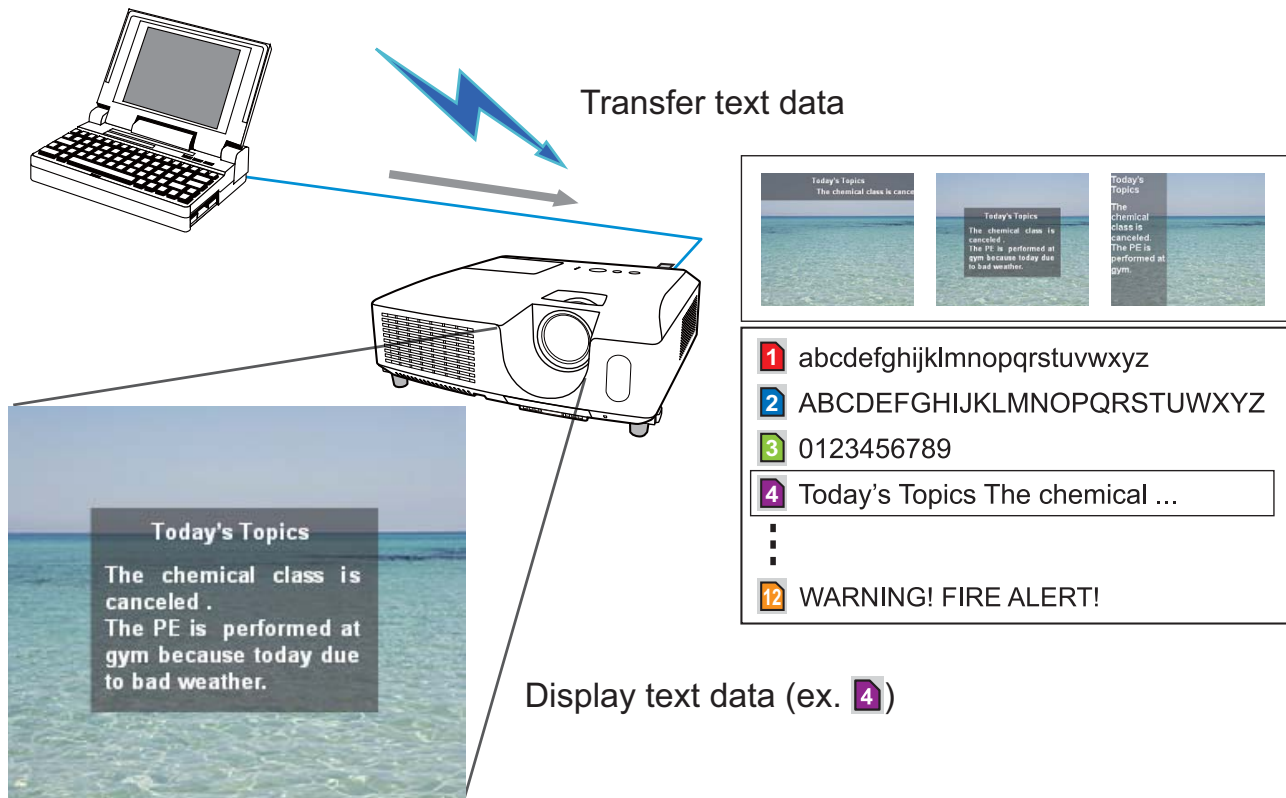 Transfer text data
Today's Topics
The chemical class is cance
Today's Topics
The chemical class is
canceled .
The PE is performed at
gym because today due
to bad weather.
Today's
Topics
The
chemical
class is
canceled.
The PE is
performed at
gym.
1 abcdefghijklmnopqrstuvwxyz
2 ABCDEFGHIJKLMNOPQRSTUWXYZ
3 0123456789
4 Today’s Topics The chemical ...
12 WARNING! FIRE ALERT!
Today's Topics
The chemical class is
canceled .
The PE is performed at
gym because today due
to bad weather.
Display text data (ex. 4)